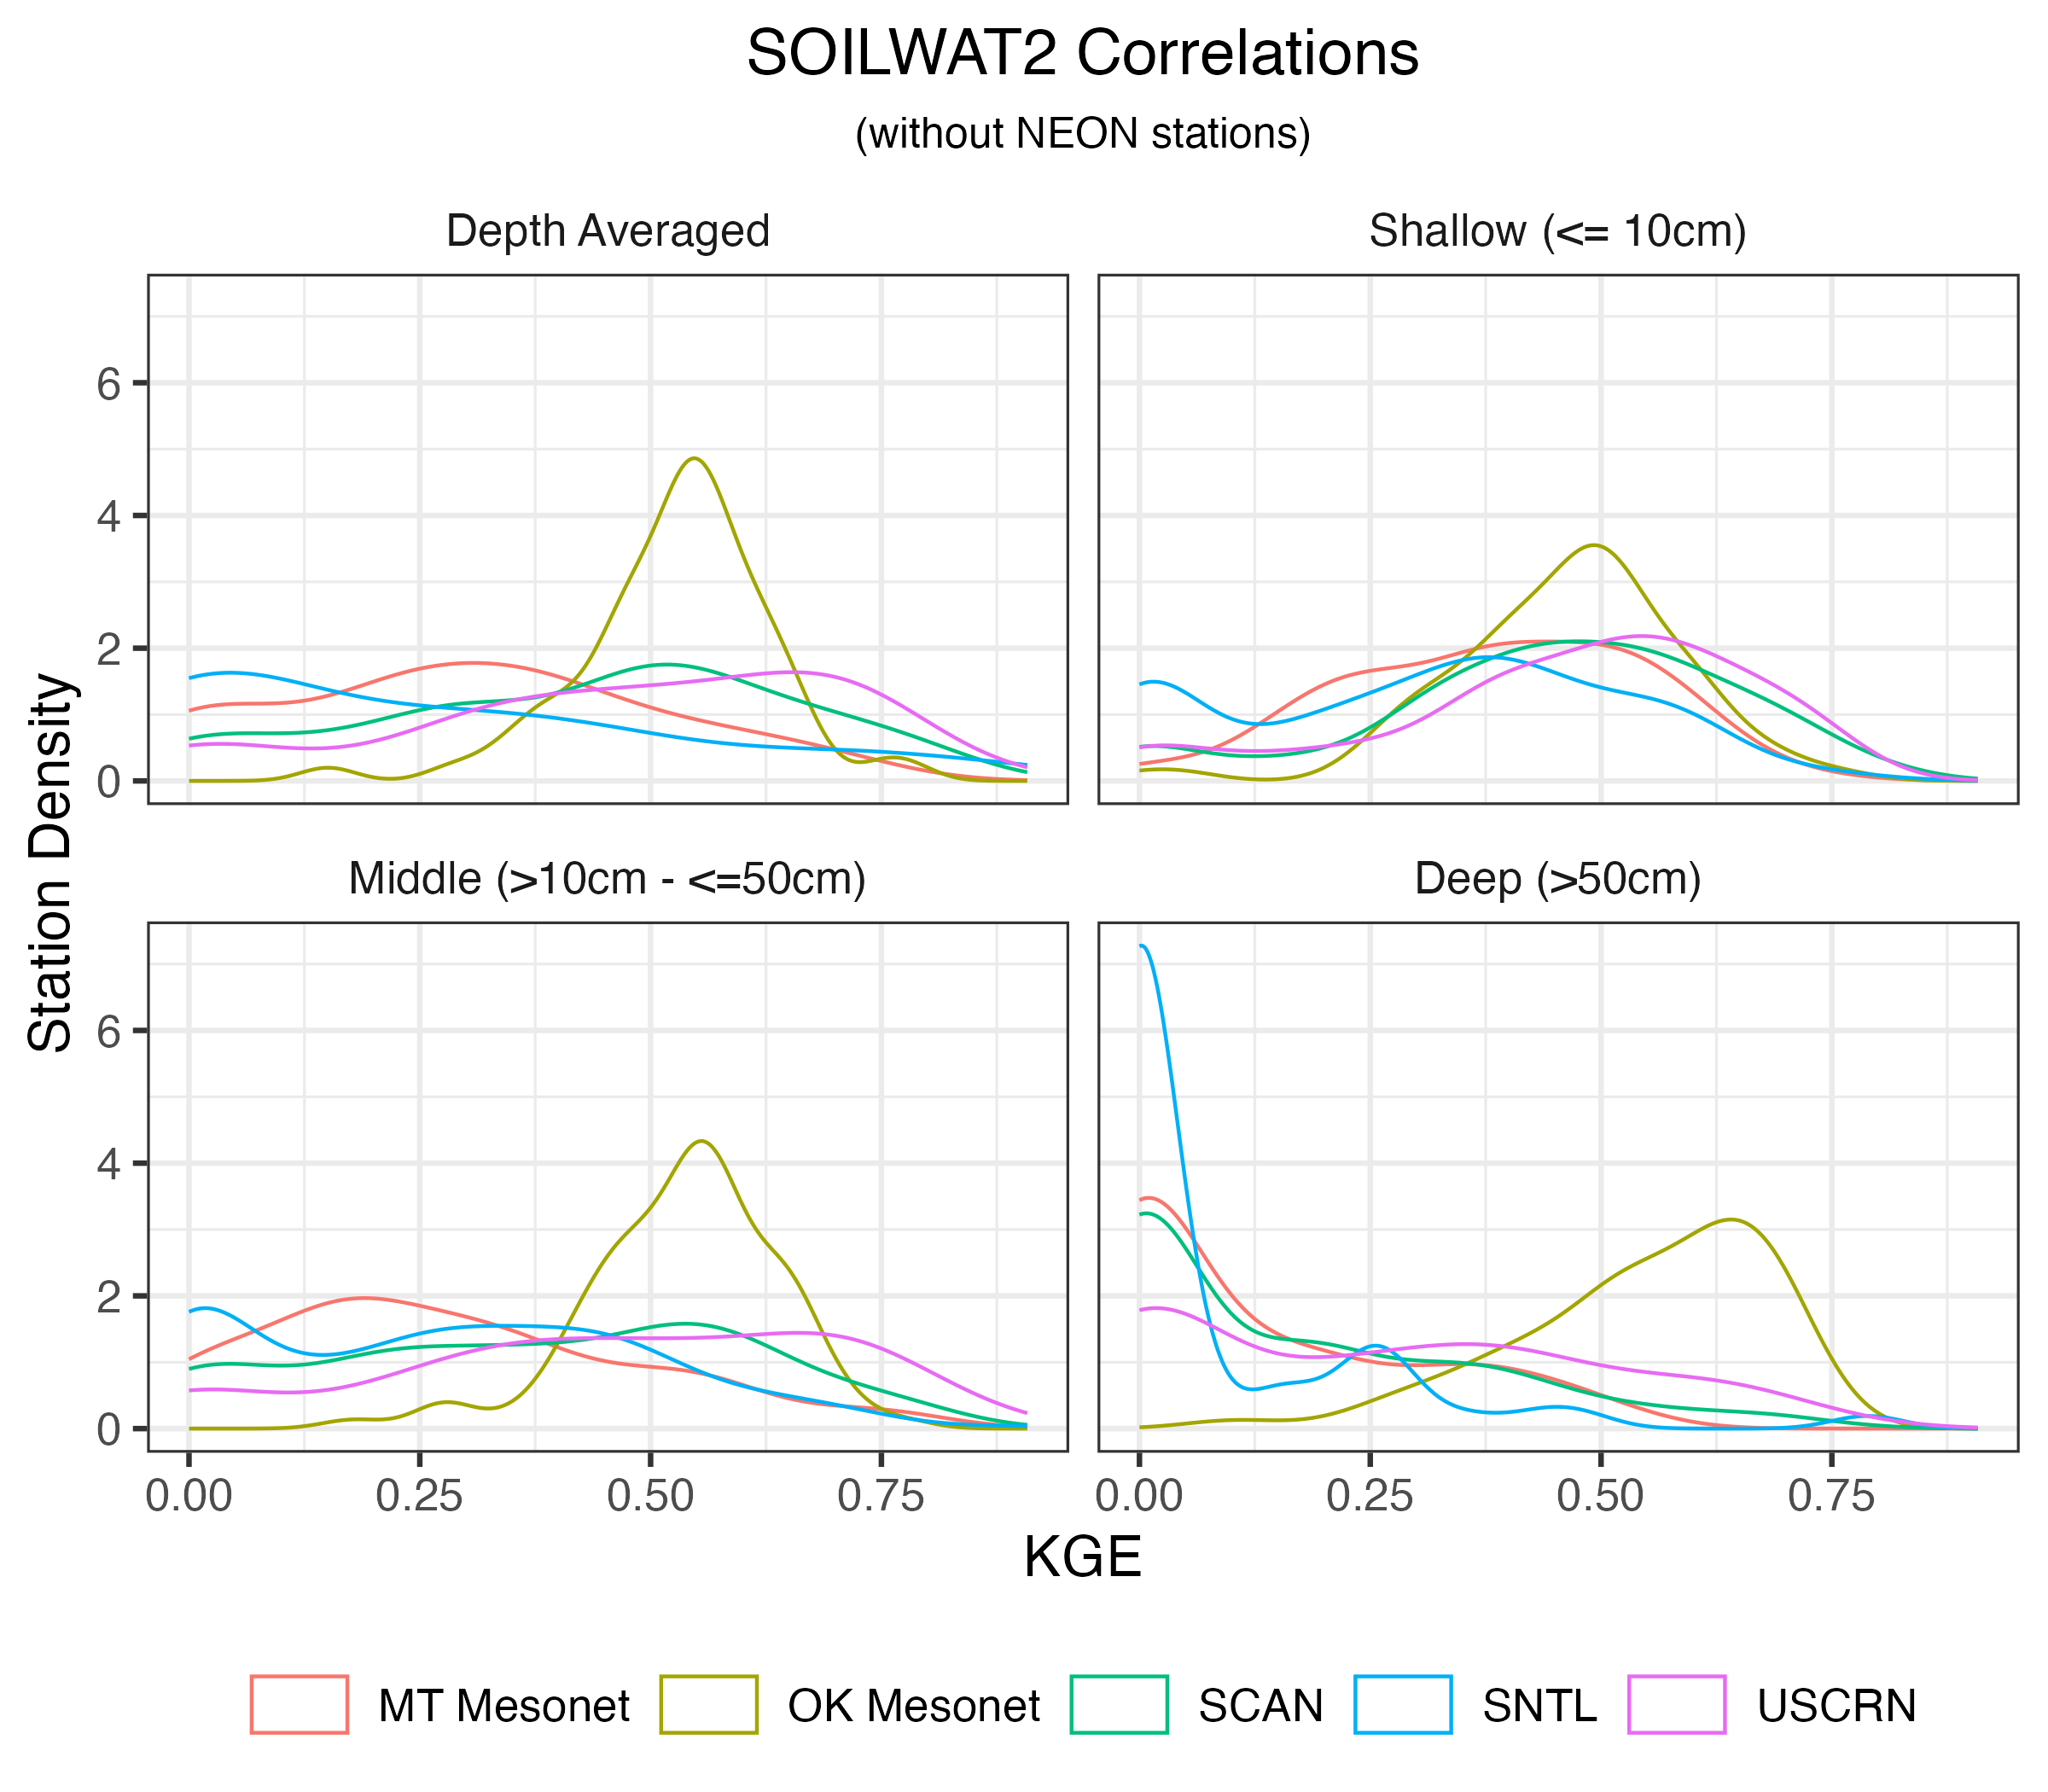 SOILWAT2 Correlations
(without NEON stations)
Depth Averaged
Shallow (<= 10cm)
Station Density
6
4
2
0
Middle (>10cm - <=50cm)
Deep (>50cm)
6
4
2
0
0.00 0.25 0.50 0.75
0.00 0.25 0.50 0.75
KGE
MT Mesonet OK Mesonet SCAN SNTL USCRN